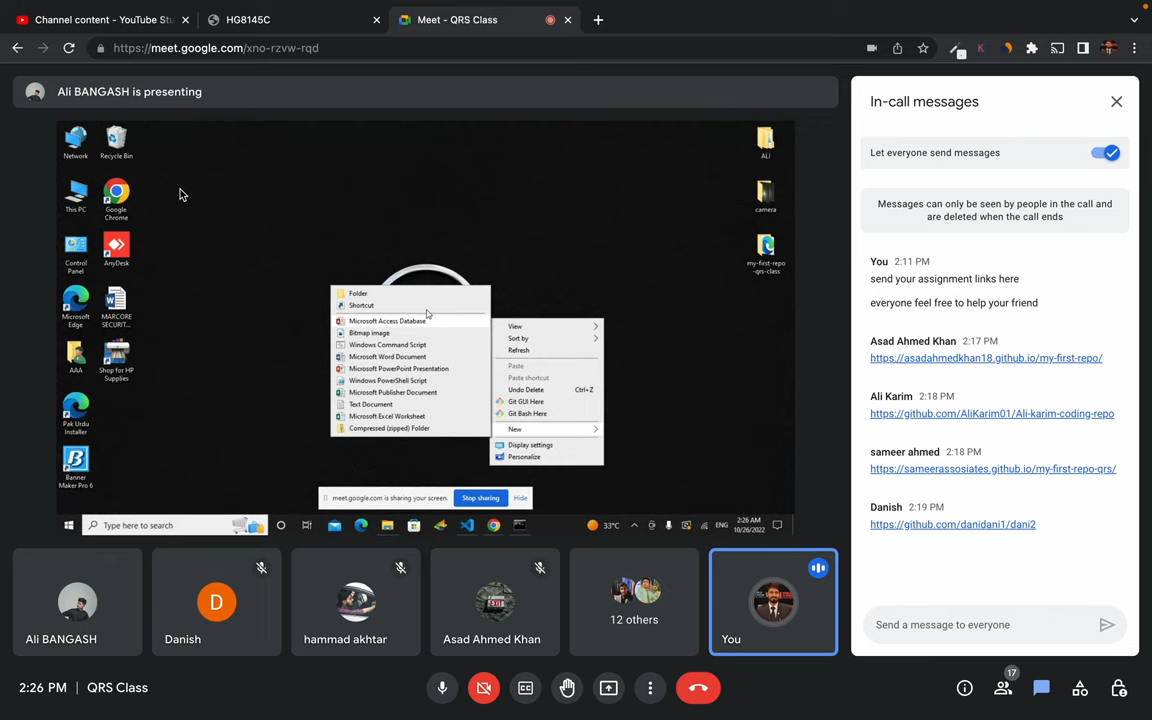 Channel content - YouTube Stu
HG8145C
Meet - QRS Class
https://meet.google.com/xno-rzvw-rqd
Ali BANGASH is presenting
Network
Recycle Bin
ALI
This PC
Google
Chrome
camera
Control
Panel
AnyDesk
my-first-repo
-qrs-class
Microsoft
Edge
MARCORE
SECURIT...
AAA
Shop for HP
Supplies
Pak Urdu
Installer
Banner
Maker Pro 6
Folder
Shortcut
Microsoft Access Database
Bitmap image
Windows Command Script
Microsoft Word Document
Microsoft PowerPoint Presentation
Windows PowerShell Script
Microsoft Publisher Document
Text Document
Microsoft Excel Worksheet
Compressed (zipped) Folder
View
Sort by
Refresh
Paste
Paste shortcut
Undo Delete Ctrl+Z
Git GUI Here
Git Bash Here
New
Display settings
Personalize
meet.google.com is sharing your screen. Stop sharing Hide
Type here to search
33°C
2:26 AM
10/26/2022
Ali BANGASH
D
Danish
hammad akhtar
Asad Ahmed Khan
12 others
You
2:26 PM | QRS Class
17
In-call messages
Let everyone send messages
Messages can only be seen by people in the call and
are deleted when the call ends
You 2:11 PM
send your assignment links here
everyone feel free to help your friend
Asad Ahmed Khan 2:17 PM
https://asadahmedkhan18.github.io/my-first-repo/
Ali Karim 2:18 PM
https://github.com/AliKarim01/Ali-karim-coding-repo
sameer ahmed 2:18 PM
https://sameerassosiates.github.io/my-first-repo-qrs/
Danish 2:19 PM
https://github.com/danidani1/dani2
Send a message to everyone